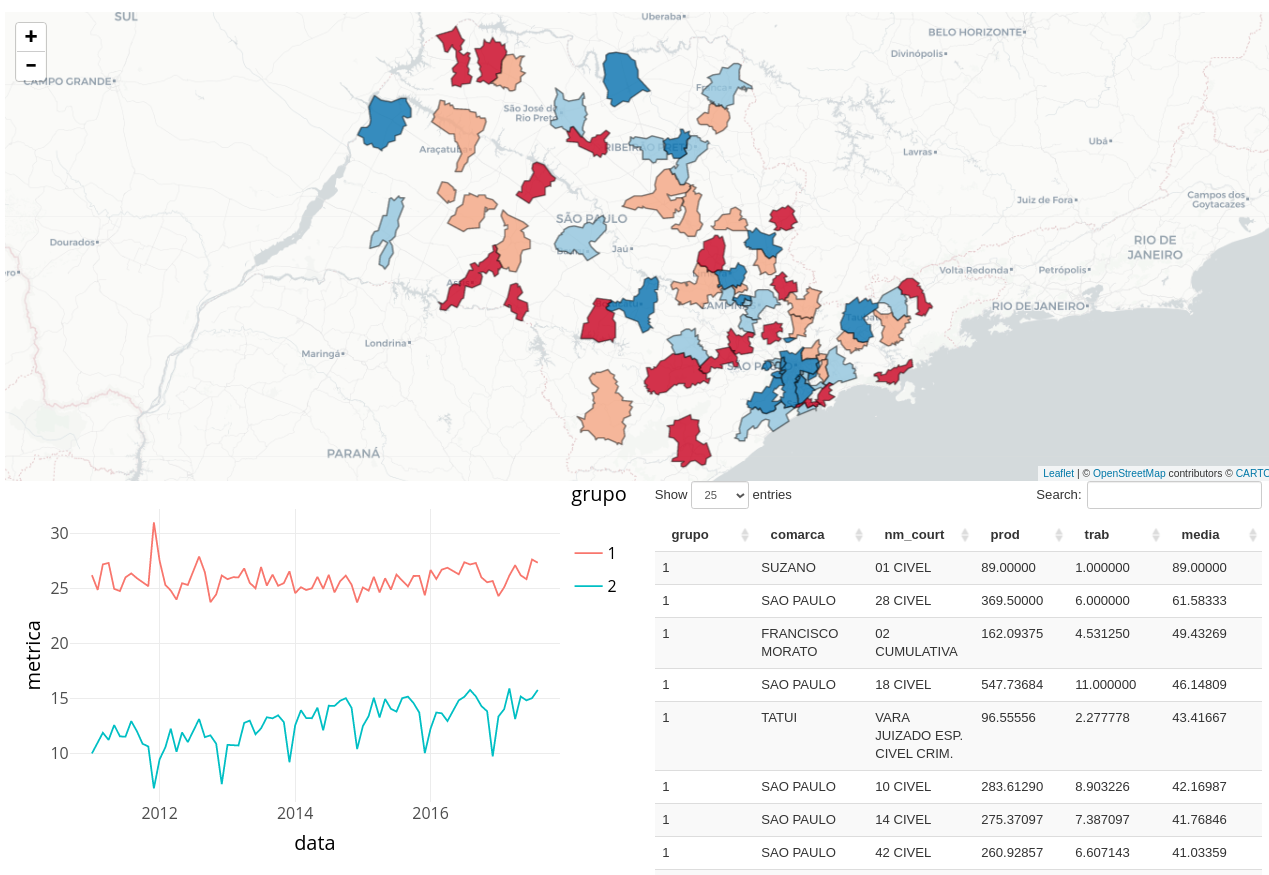 SUL
Uberaba
+
−
CAMPO GRANDE
BELO HORIZONTE
Divinópolis
São José do
Rio Preto
Araçatuba
RIBEIRÃO PRETO
Lavras
Ubá
Juiz de Fora
Campos dos
Goytacazes
SÃO PAULO
Jaú
Dourados
RIO DE
JANEIRO
Volta Redonda
Petrópolis
RIO DE JANEIRO
Maringá
Londrina
PARANÁ
Leaflet | © OpenStreetMap contributors © CARTO
grupo
1
2
metrica
30
25
20
15
10
2012
2014
2016
data
Show 25 entries
Search:
grupo comarca nm_court prod trab media
1 SUZANO 01 CIVEL 89.00000 1.000000 89.00000
1 SAO PAULO 28 CIVEL 369.50000 6.000000 61.58333
1 FRANCISCO 02 162.09375 4.531250 49.43269
MORATO CUMULATIVA
1 SAO PAULO 18 CIVEL 547.73684 11.000000 46.14809
1 TATUI VARA 96.55556 2.277778 43.41667
JUIZADO ESP.
CIVEL CRIM.
1 SAO PAULO 10 CIVEL 283.61290 8.903226 42.16987
1 SAO PAULO 14 CIVEL 275.37097 7.387097 41.76846
1 SAO PAULO 42 CIVEL 260.92857 6.607143 41.03359